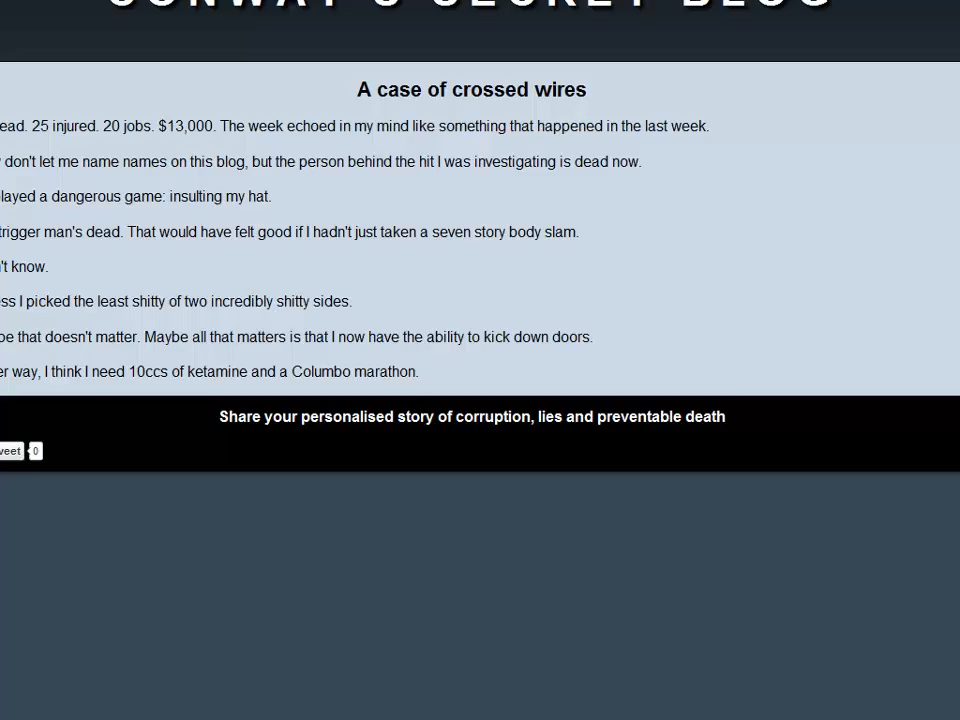 CONWAY'S SECRET BLOG
A case of crossed wires
ead. 25 injured. 20 jobs. $13,000. The week echoed in my mind like something that happened in the last week.
don't let me name names on this blog, but the person behind the hit I was investigating is dead now.
layed a dangerous game: insulting my hat.
trigger man's dead. That would have felt good if I hadn't just taken a seven story body slam.
't know.
ss I picked the least shitty of two incredibly shitty sides.
be that doesn't matter. Maybe all that matters is that I now have the ability to kick down doors.
er way, I think I need 10ccs of ketamine and a Columbo marathon.
Share your personalised story of corruption, lies and preventable death
weet 0